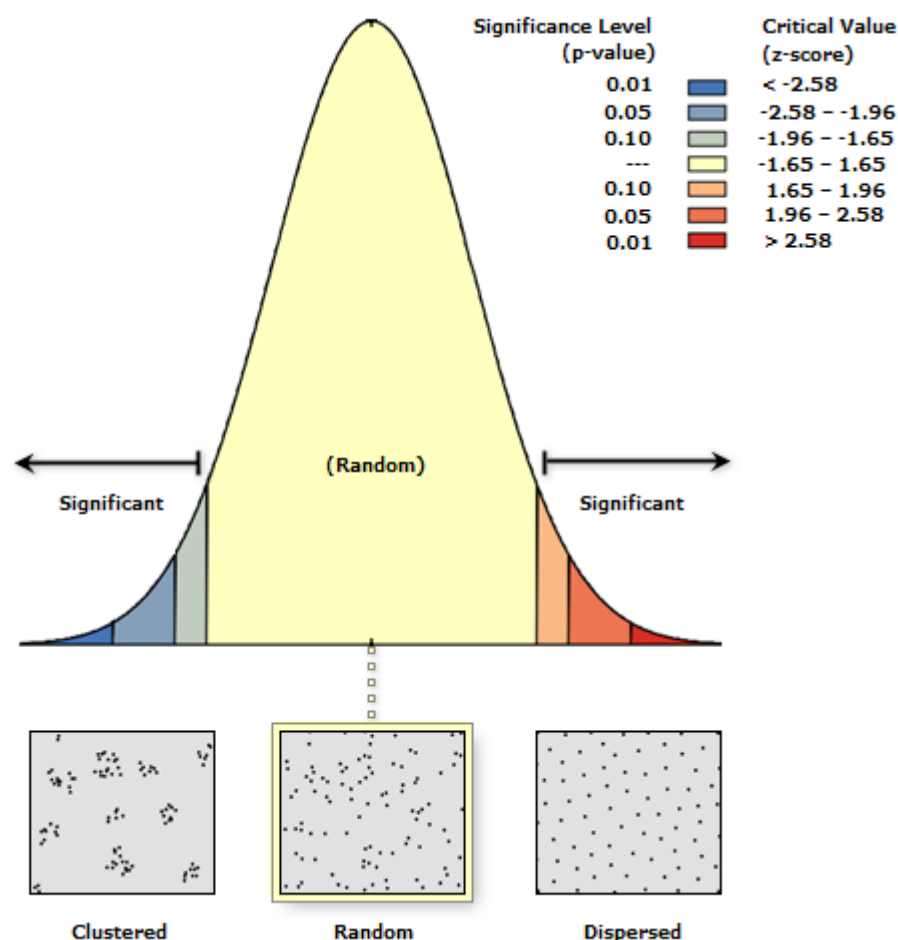 Significance Level
(p-value)
Critical Value
(z-score)
0.01 < -2.58
0.05 -2.58 – -1.96
0.10 -1.96 – -1.65
--- -1.65 – 1.65
0.10 1.65 – 1.96
0.05 1.96 – 2.58
0.01 > 2.58
(Random)
Significant
Significant
Clustered
Random
Dispersed